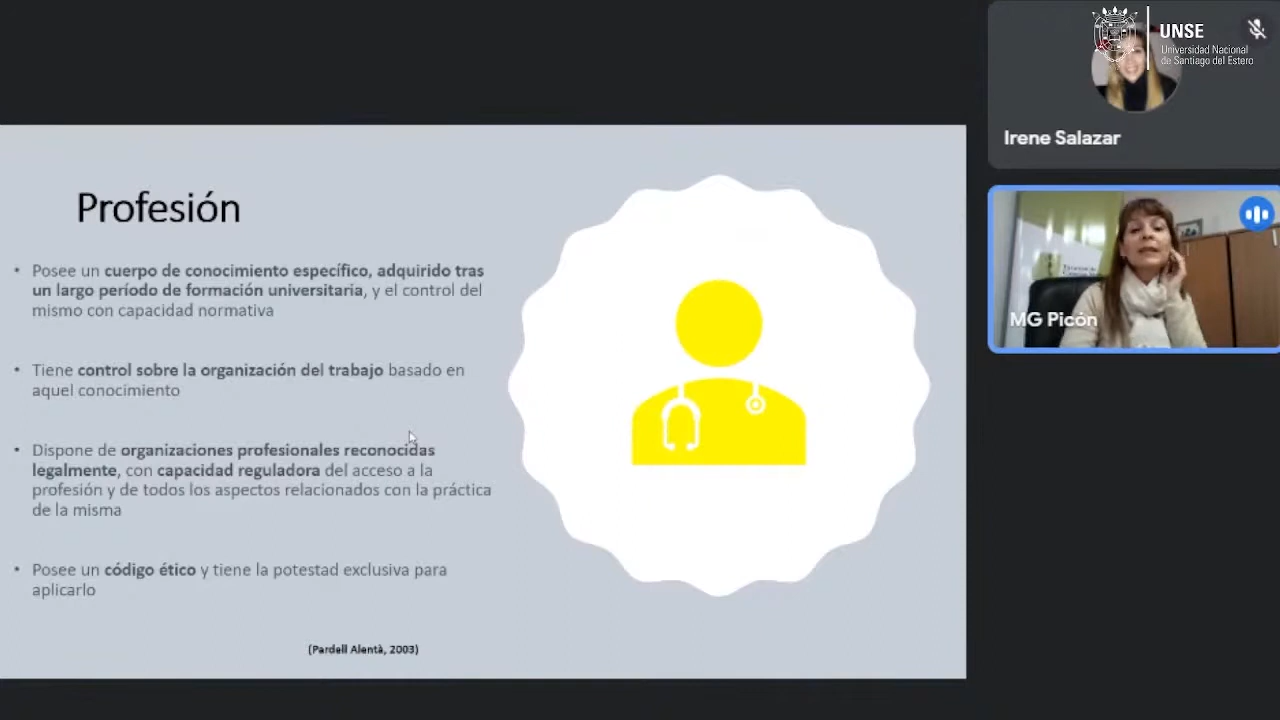 Profesión
• Posee un cuerpo de conocimiento específico, adquirido tras
un largo período de formación universitaria, y el control del
mismo con capacidad normativa
• Tiene control sobre la organización del trabajo basado en
aquel conocimiento
• Dispone de organizaciones profesionales reconocidas
legalmente, con capacidad reguladora del acceso a la
profesión y de todos los aspectos relacionados con la práctica
de la misma
• Posee un código ético y tiene la potestad exclusiva para
aplicarlo
(Pardell Alentà, 2003)
UNSE
Universidad Nacional
de Santiago del Estero
Irene Salazar
MG Picón